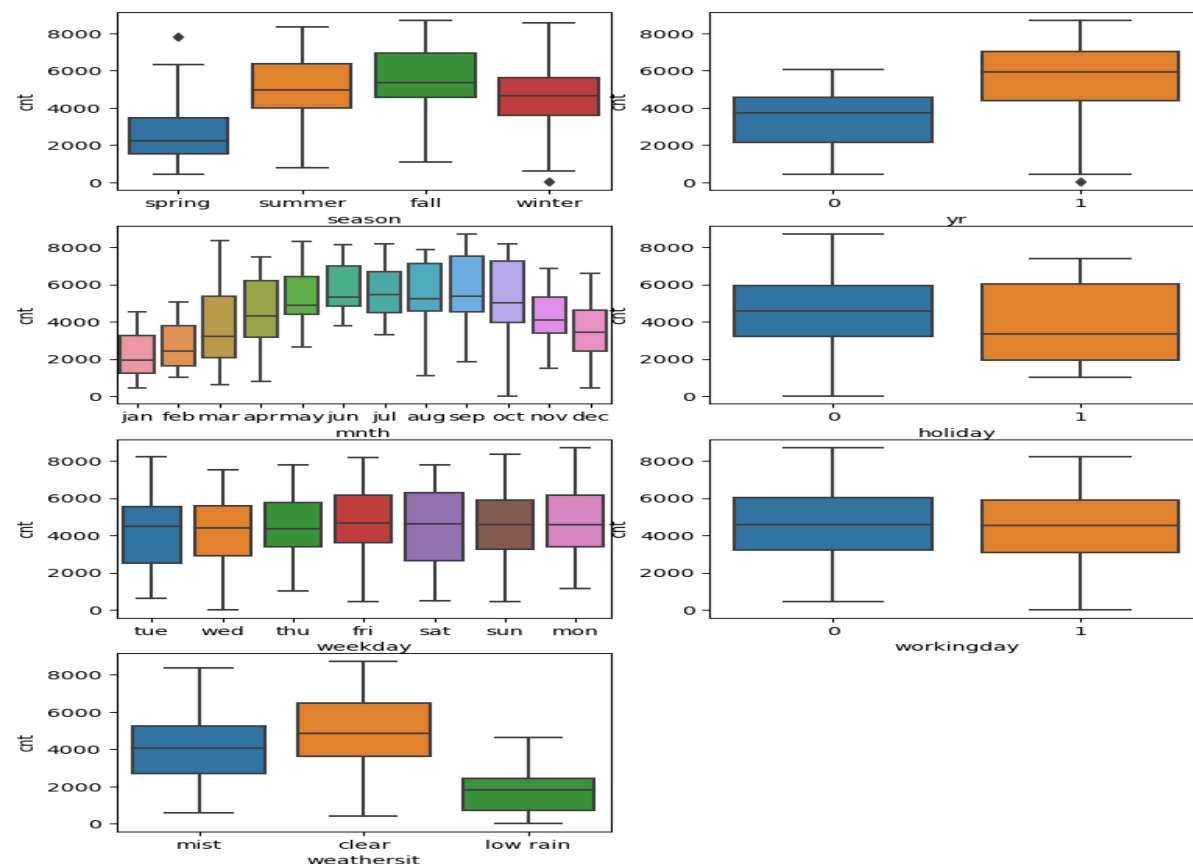 8000
6000
4000
2000
0
cnt
spring summer fall winter
season
8000
6000
4000
2000
0
cnt
0 1
yr
8000
6000
4000
2000
0
cnt
jan feb mar apr may jun jul aug sep oct nov dec
mnth
8000
6000
4000
2000
0
cnt
0 1
holiday
8000
6000
4000
2000
0
cnt
tue wed thu fri sat sun mon
weekday
8000
6000
4000
2000
0
cnt
0 1
workingday
8000
6000
4000
2000
0
cnt
mist clear low rain
weathersit